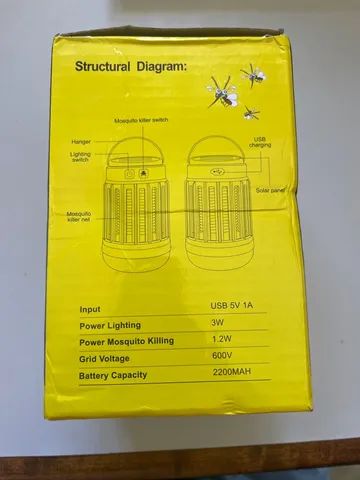 Structural Diagram:
Mosquito killer switch
Hanger
Lighting
switch
USB
charging
Solar panel
Mosquito
killer net
Input USB 5V 1A
Power Lighting 3W
Power Mosquito Killing 1.2W
Grid Voltage 600V
Battery Capacity 2200MAH